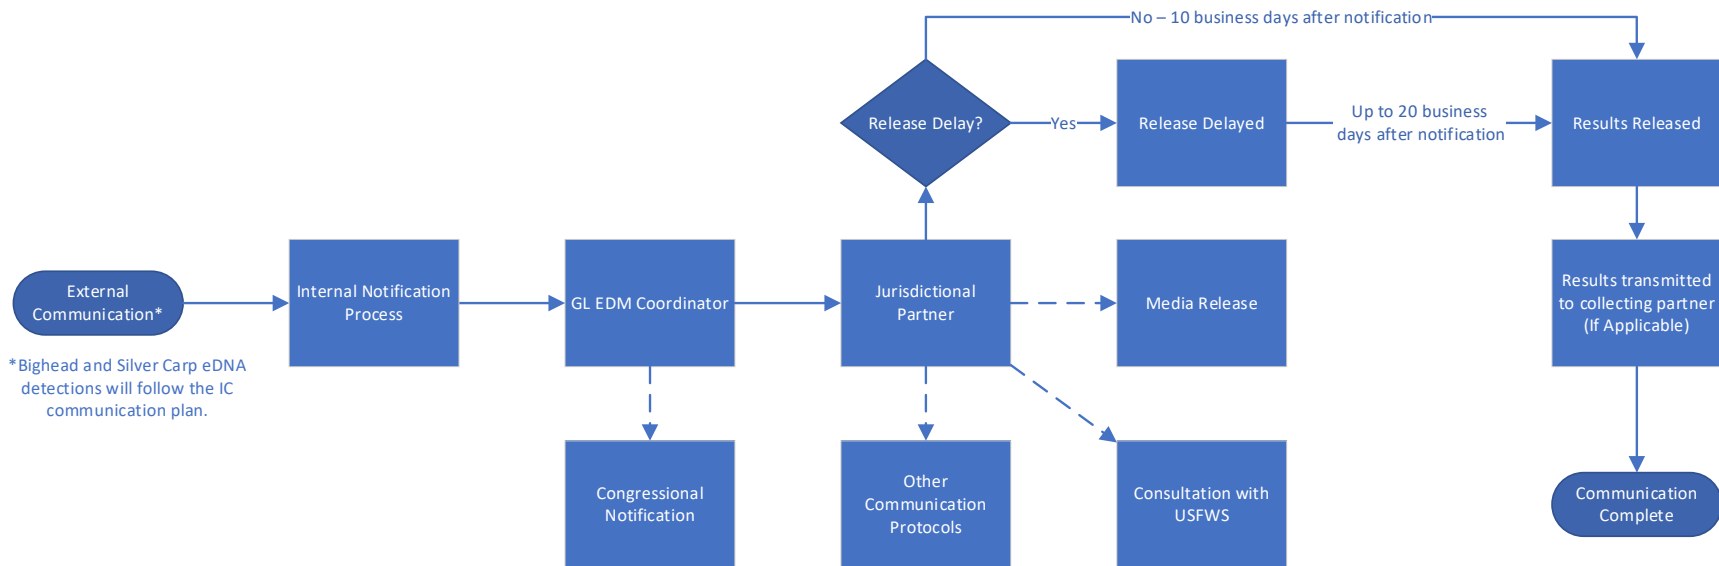 No – 10 business days after notification
Release Delay?
Yes
Release Delayed
Up to 20 business
days after notification
Results Released
External
Communication*
Internal Notification
Process
GL EDM Coordinator
Jurisdictional
Partner
Media Release
Results transmitted
to collecting partner
(If Applicable)
*Bighead and Silver Carp eDNA
detections will follow the IC
communication plan.
Congressional
Notification
Other
Communication
Protocols
Consultation with
USFWS
Communication
Complete